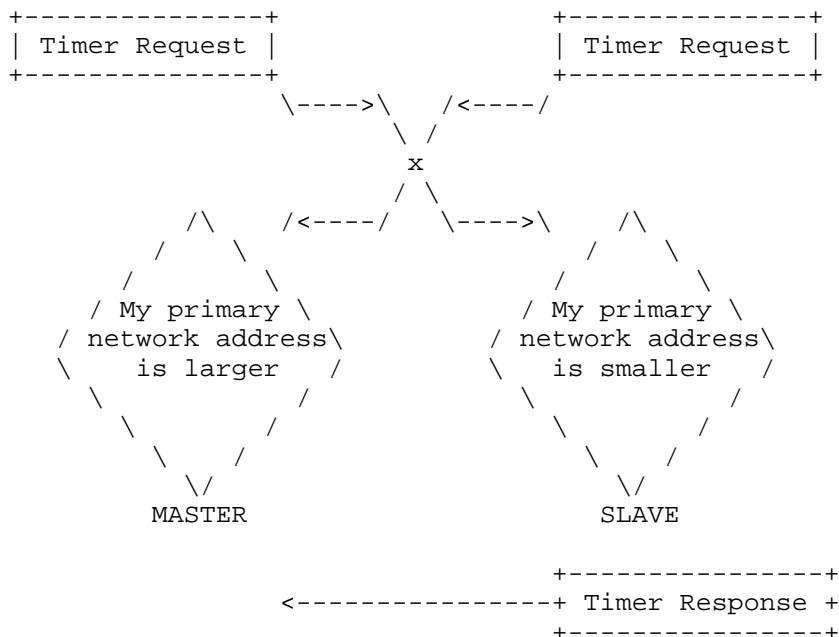 +---------------+                 +---------------+
| Timer Request |                 | Timer Request |
+---------------+                 +---------------+
                 \---->\   /<----/
                        \ /
                         x
                        / \
           /\    /<----/   \---->\    /\
         /    \                     /    \
       /        \                 /        \
     / My primary \             / My primary \
   / network address\         / network address\
   \    is larger   /         \   is smaller   /
     \            /             \            /
       \        /                 \        /
         \    /                     \    /
           \/                         \/
         MASTER                     SLAVE
                                  +----------------+
                 <----------------+ Timer Response +
                                  +----------------+